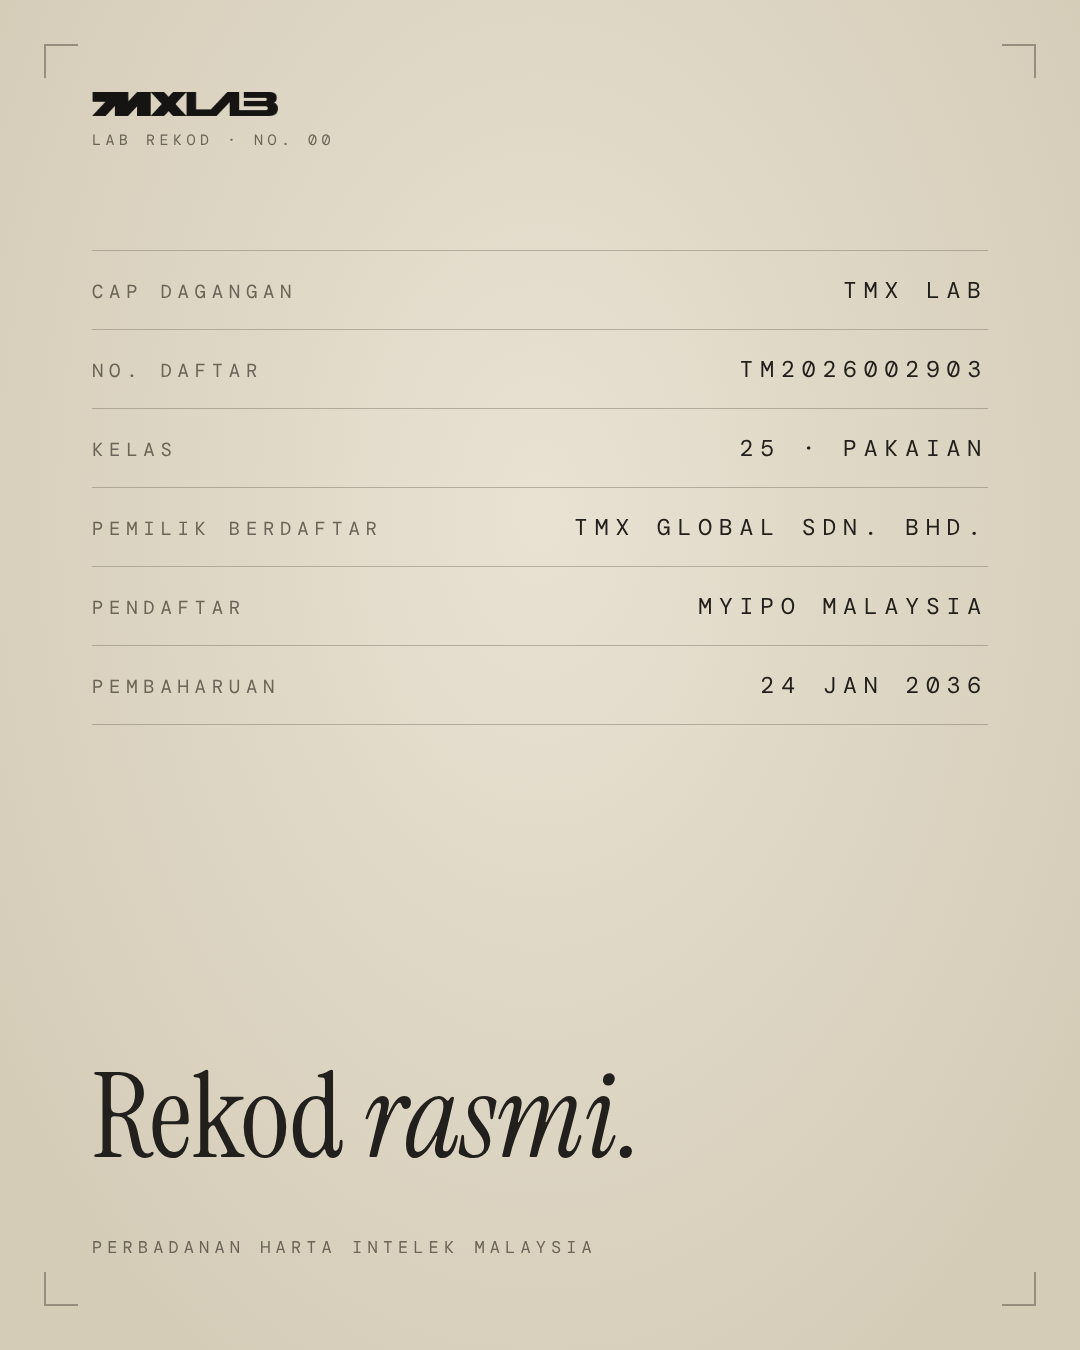 TMXLAB
LAB REKOD · NO. 00
CAP DAGANGAN TMX LAB
NO. DAFTAR TM2026002903
KELAS 25 · PAKAIAN
PEMILIK BERDAFTAR TMX GLOBAL SDN. BHD.
PENDAFTAR MYIPO MALAYSIA
PEMBAHARUAN 24 JAN 2036
Rekod rasmi.
PERBADANAN HARTA INTELEK MALAYSIA